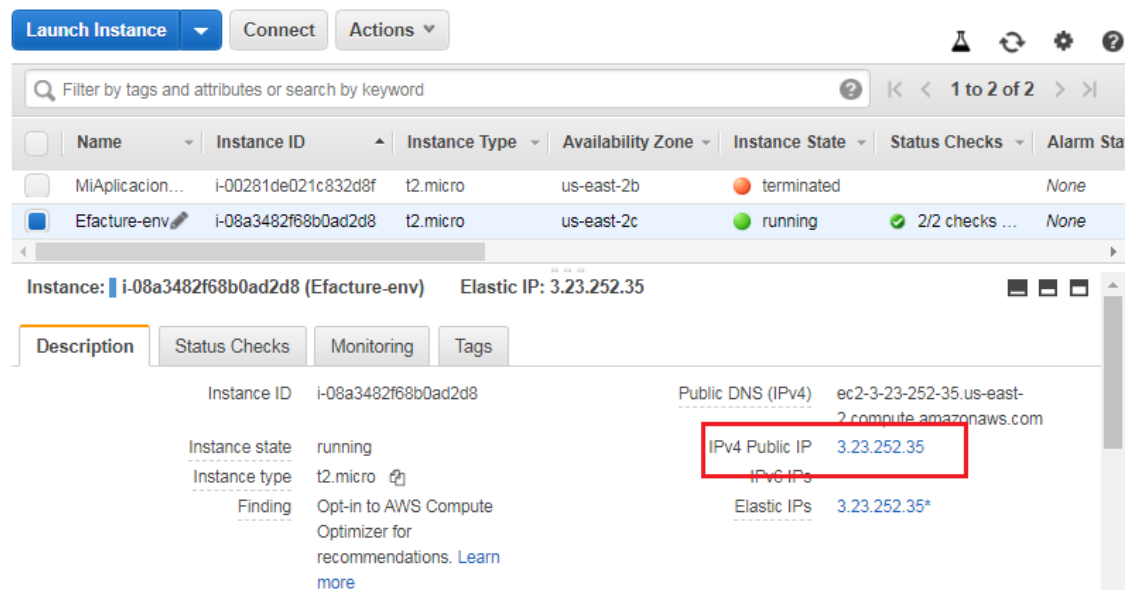 Launch Instance Connect Actions
Filter by tags and attributes or search by keyword 1 to 2 of 2
Name Instance ID Instance Type Availability Zone Instance State Status Checks Alarm Sta
MiAplicacion... i-00281de021c832d8f t2.micro us-east-2b terminated None
Efacture-env i-08a3482f68b0ad2d8 t2.micro us-east-2c running 2/2 checks ... None
Instance: i-08a3482f68b0ad2d8 (Efacture-env) Elastic IP: 3.23.252.35
Description Status Checks Monitoring Tags
Instance ID i-08a3482f68b0ad2d8 Public DNS (IPv4) ec2-3-23-252-35.us-east-
2.compute.amazonaws.com
Instance state running IPv4 Public IP 3.23.252.35
Instance type t2.micro IPv6 IPs
Finding Opt-in to AWS Compute Elastic IPs 3.23.252.35*
Optimizer for
recommendations. Learn
more